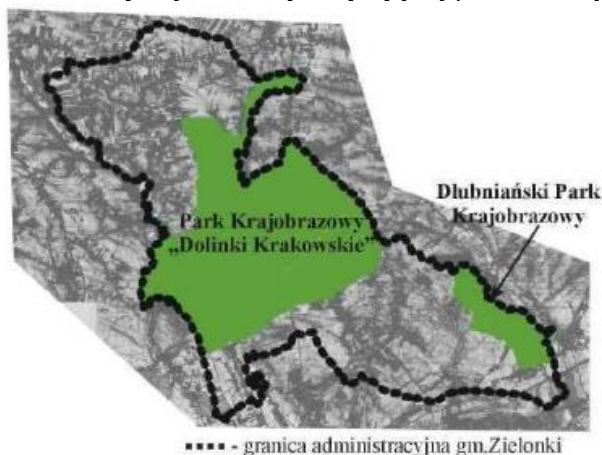 Dłubniański Park
Krajobrazowy
Park Krajobrazowy
„Dolinki Krakowskie”
- granica administracyjna gm.Zielonki